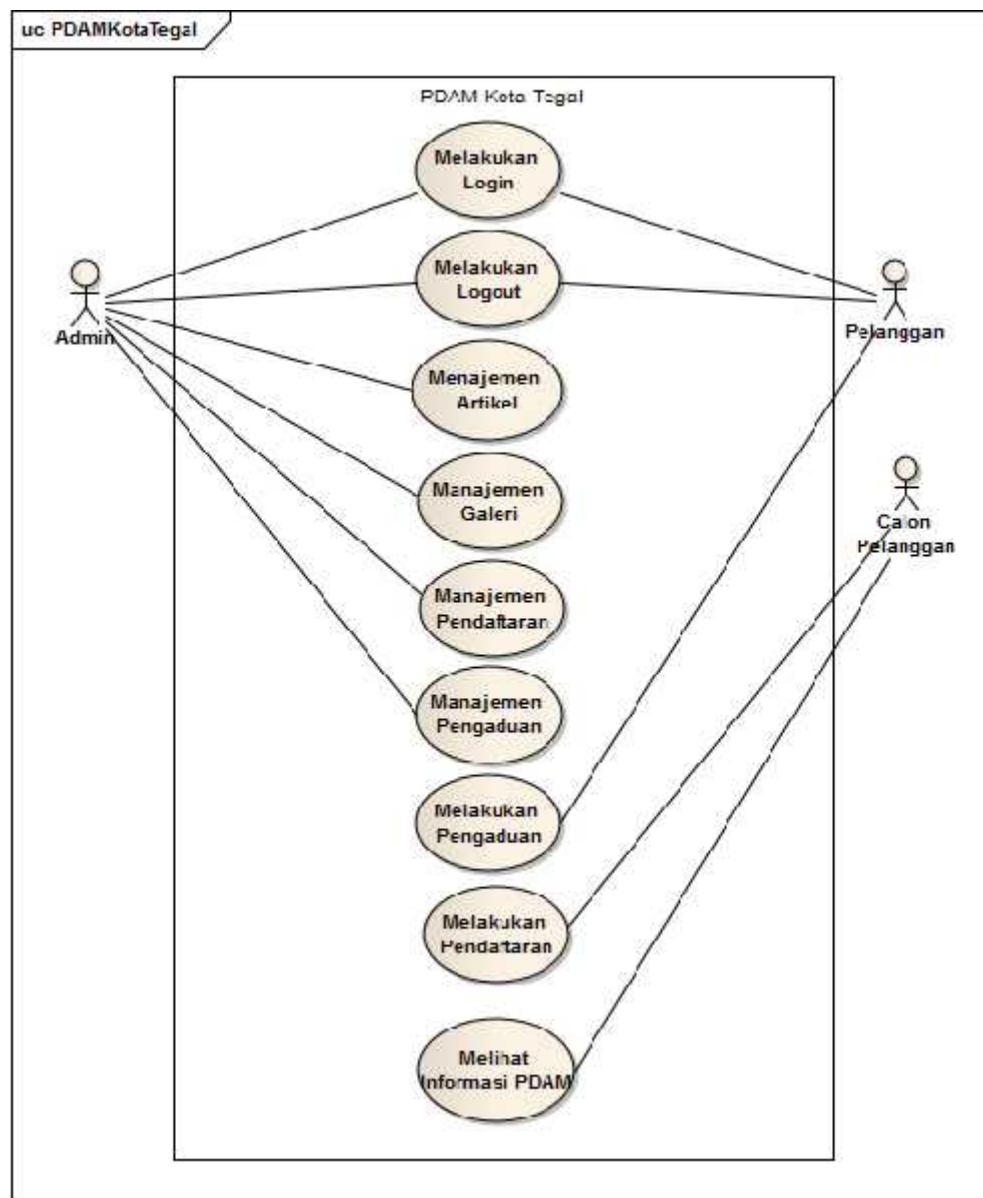 uc PDAMKotaTegal
PDAM Kota Tegal
Melakukan
Login
Melakukan
Logout
Admin
Pelanggan
Menajemen
Artikel
Manajemen
Galeri
Calon
Pelanggan
Manajemen
Pendaftaran
Manajemen
Pengaduan
Melakukan
Pengaduan
Melakukan
Pendaftaran
Melihat
Informasi PDAM